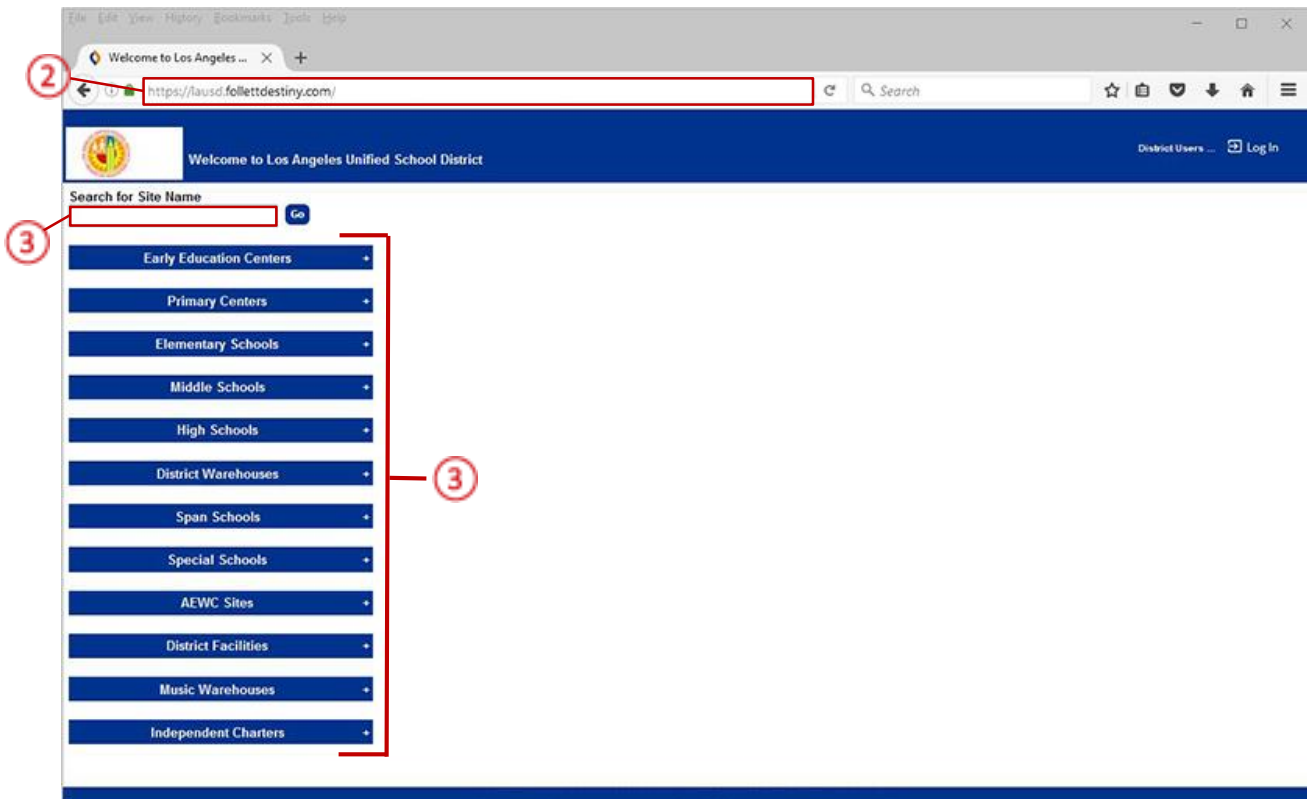 File Edit View History Bookmarks Tools Help
Welcome to Los Angeles ...
②
https://lausd.follettdestiny.com/
Search
Welcome to Los Angeles Unified School District
District Users ... Log In
Search for Site Name
Go
③
Early Education Centers +
Primary Centers +
Elementary Schools +
Middle Schools +
High Schools +
District Warehouses +
③
Span Schools +
Special Schools +
AEWC Sites +
District Facilities +
Music Warehouses +
Independent Charters +